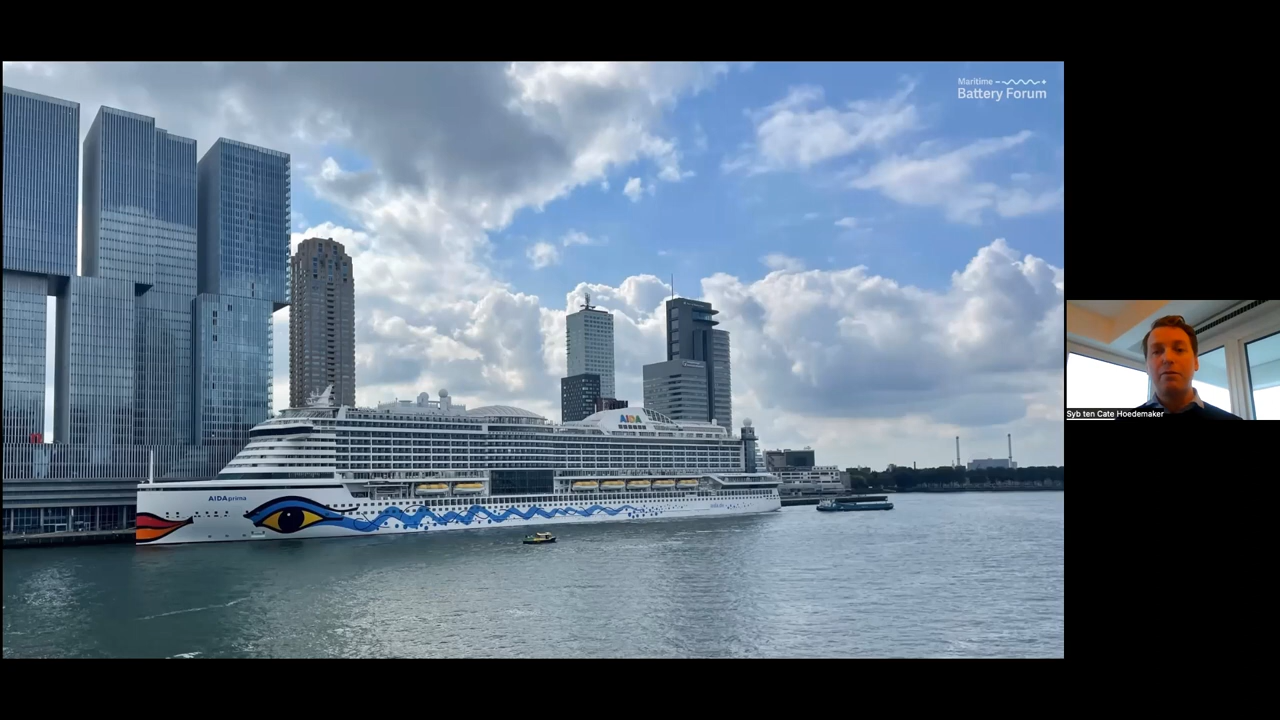 Maritime
Battery Forum
AIDA
AIDAprima
Syb ten Cate Hoedemaker